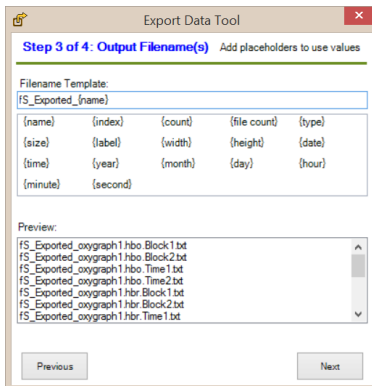 Export Data Tool
Step 3 of 4: Output Filename(s) Add placeholders to use values
Filename Template:
fS_Exported_{name}
{name} {index} {count} {file count} {type}
{size} {label} {width} {height} {date}
{time} {year} {month} {day} {hour}
{minute} {second}
Preview:
fS_Exported_oxygraph1.hbo.Block1.txt
fS_Exported_oxygraph1.hbo.Block2.txt
fS_Exported_oxygraph1.hbo.Time1.txt
fS_Exported_oxygraph1.hbo.Time2.txt
fS_Exported_oxygraph1.hbr.Block1.txt
fS_Exported_oxygraph1.hbr.Block2.txt
fS_Exported_oxygraph1.hbr.Time1.txt
Previous Next